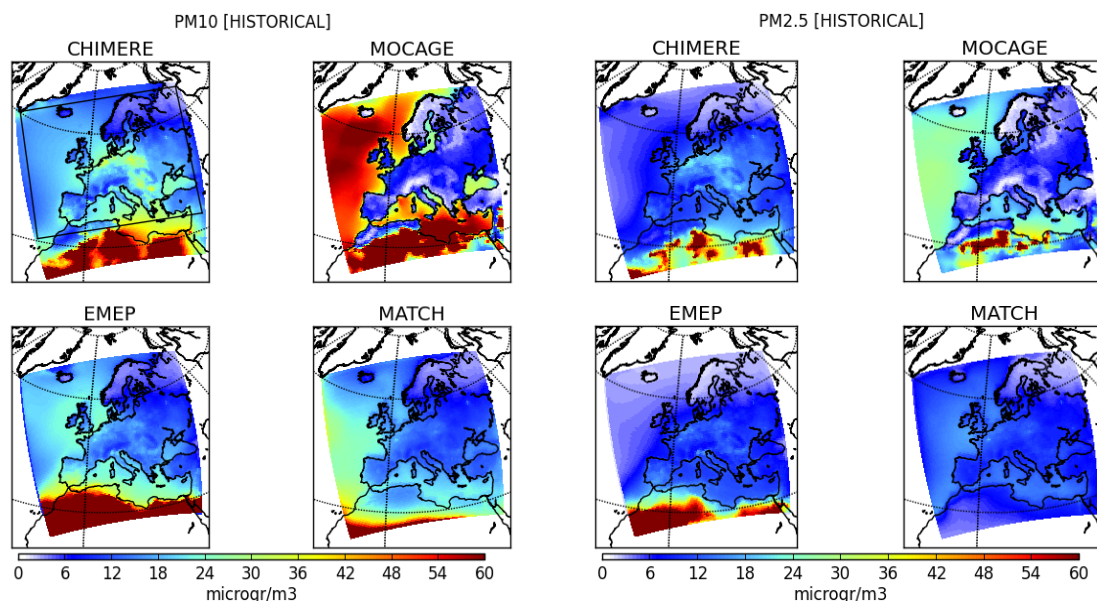 PM10 [HISTORICAL]
PM2.5 [HISTORICAL]
CHIMERE
MOCAGE
CHIMERE
MOCAGE
EMEP
MATCH
EMEP
MATCH
0 6 12 18 24 30 36 42 48 54 60
microgr/m3
0 6 12 18 24 30 36 42 48 54 60
microgr/m3